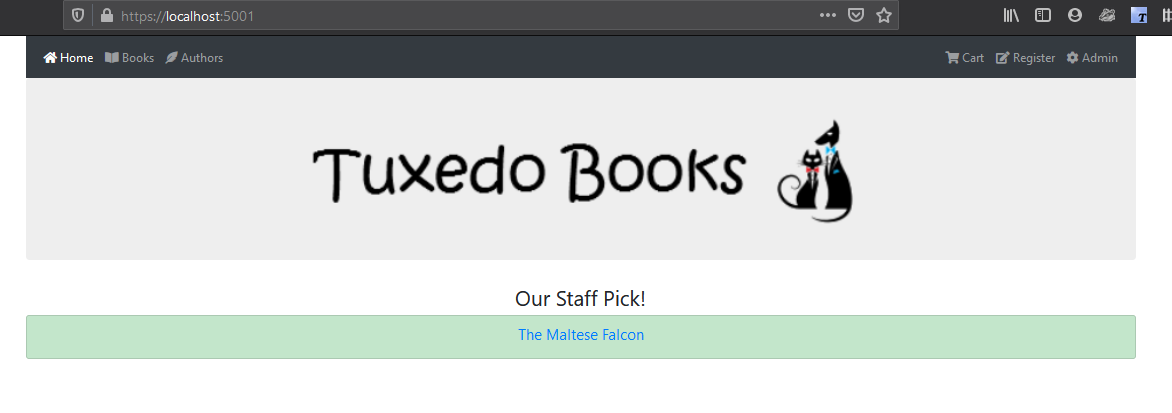 https://localhost:5001
Home Books Authors Cart Register Admin
Tuxedo Books
Our Staff Pick!
The Maltese Falcon